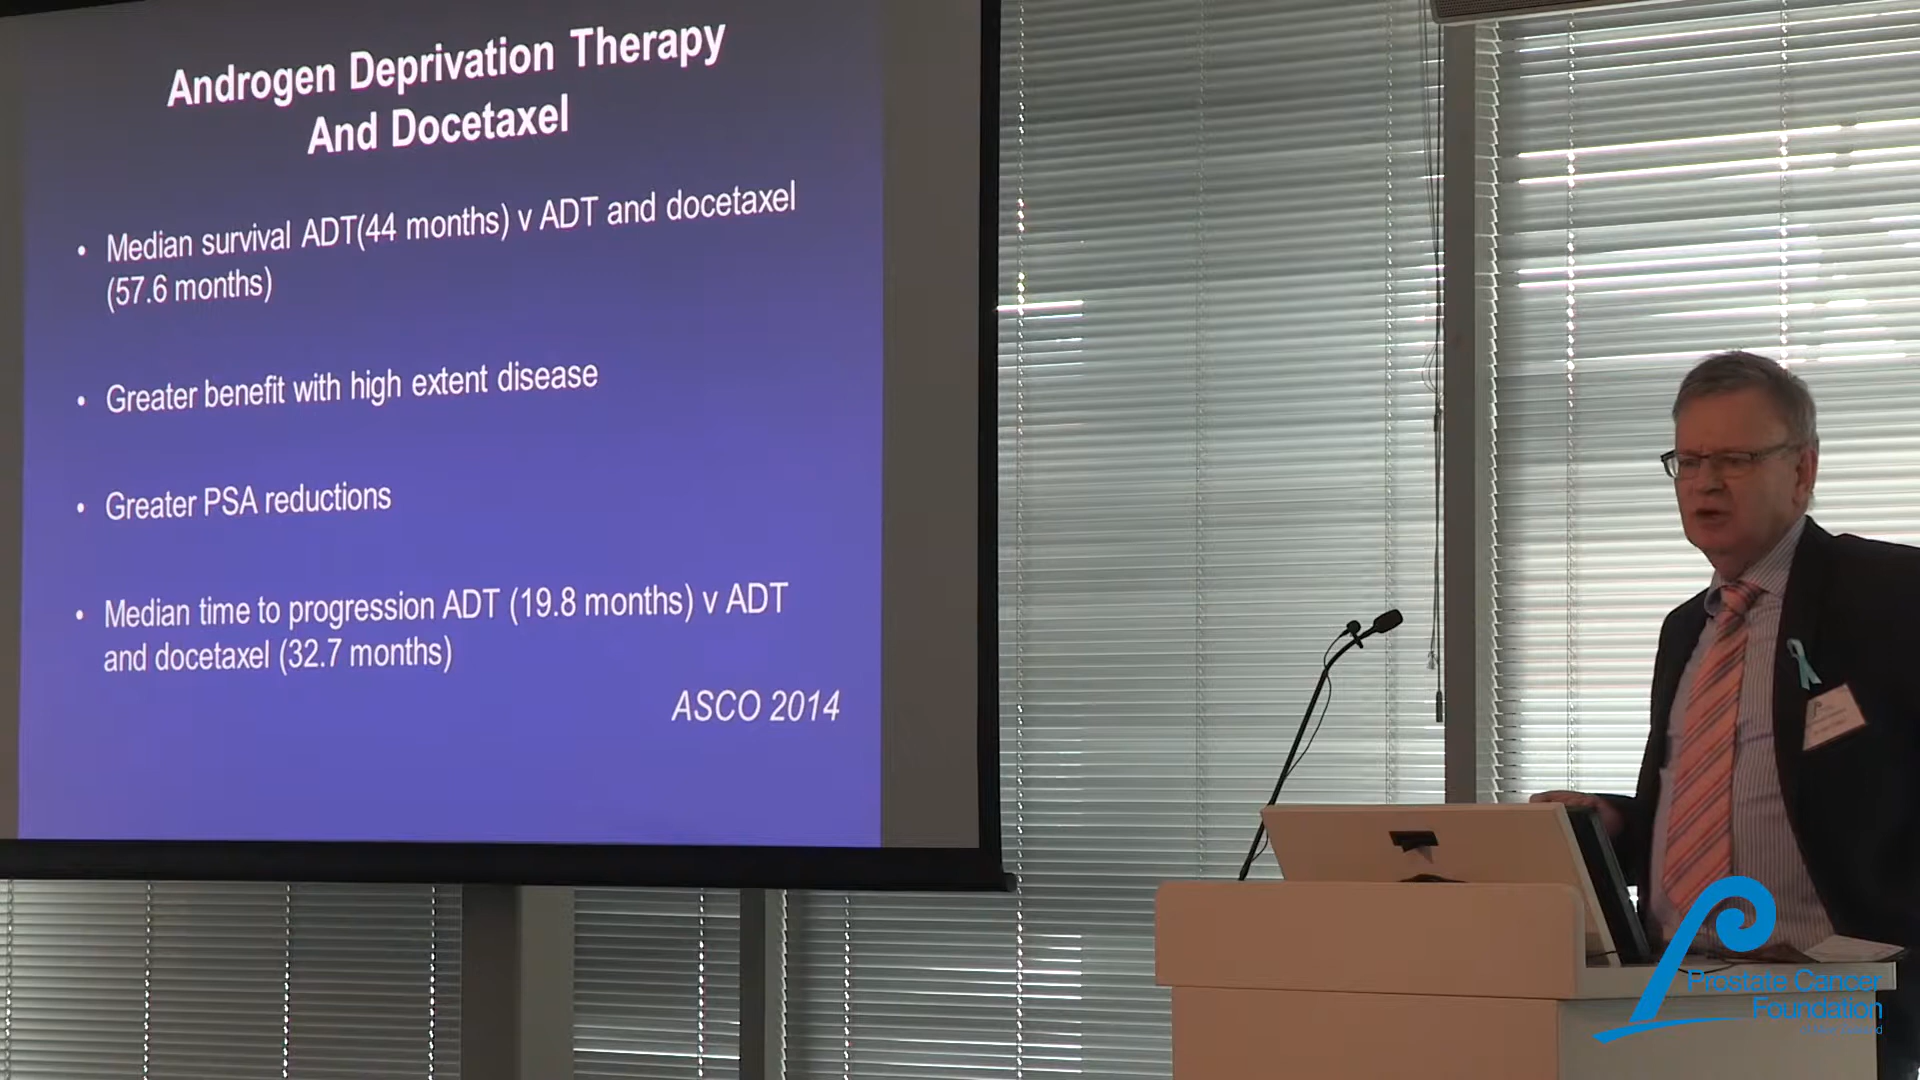 Androgen Deprivation Therapy
And Docetaxel
• Median survival ADT(44 months) v ADT and docetaxel
(57.6 months)
• Greater benefit with high extent disease
• Greater PSA reductions
• Median time to progression ADT (19.8 months) v ADT
and docetaxel (32.7 months)
ASCO 2014
Prostate Cancer
Foundation